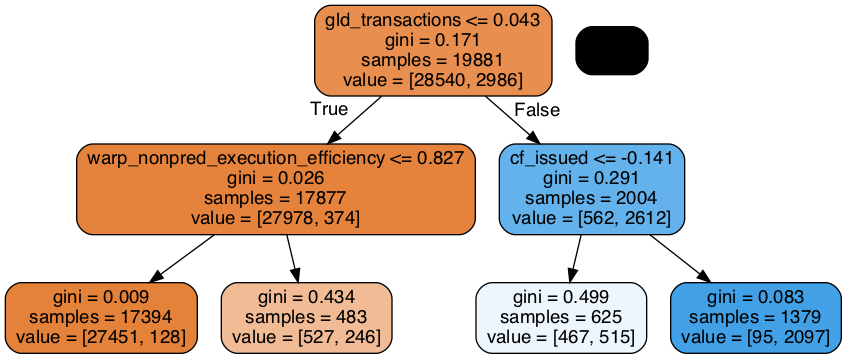 gld_transactions <= 0.043
gini = 0.171
samples = 19881
value = [28540, 2986]
True
False
warp_nonpred_execution_efficiency <= 0.827
gini = 0.026
samples = 17877
value = [27978, 374]
cf_issued <= -0.141
gini = 0.291
samples = 2004
value = [562, 2612]
gini = 0.009
samples = 17394
value = [27451, 128]
gini = 0.434
samples = 483
value = [527, 246]
gini = 0.499
samples = 625
value = [467, 515]
gini = 0.083
samples = 1379
value = [95, 2097]